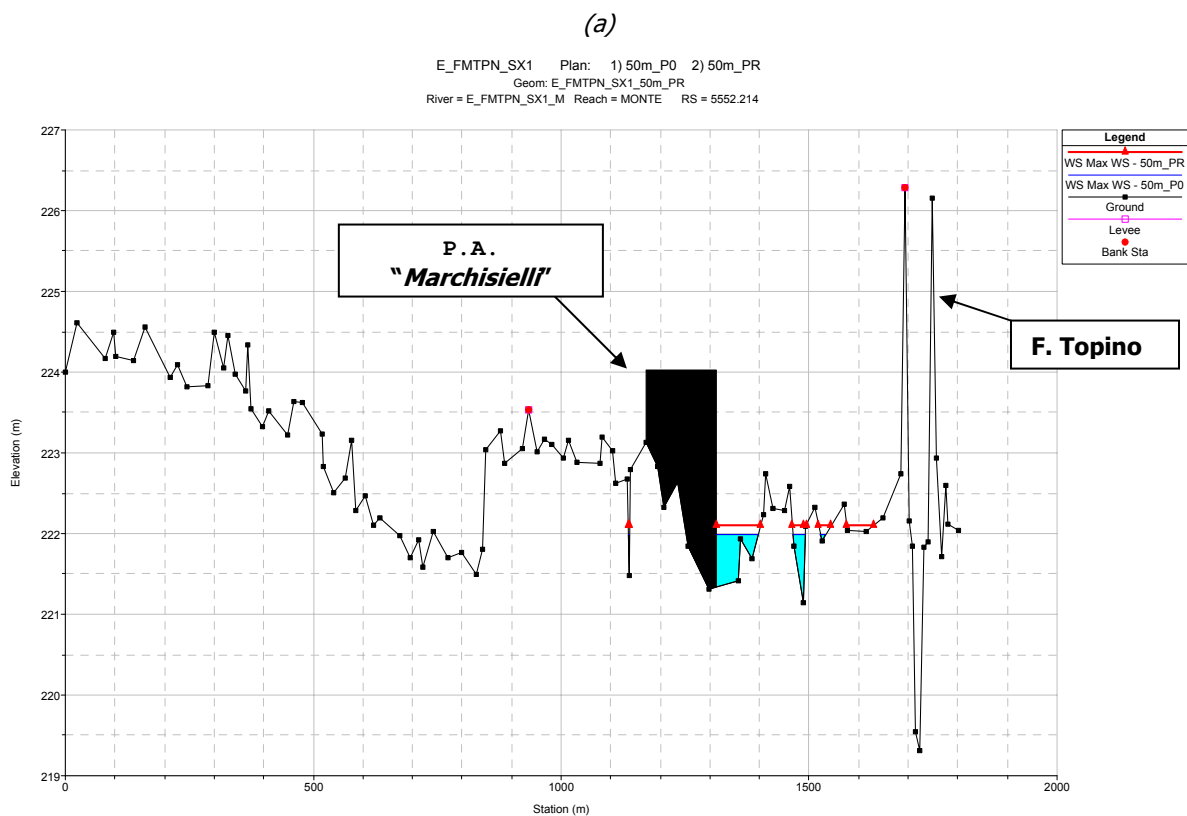 (a)
E_FMTPN_SX1 Plan: 1) 50m_P0 2) 50m_PR
Geom: E_FMTPN_SX1_50m_PR
River = E_FMTPN_SX1_M Reach = MONTE RS = 5552.214
227
226
225
224
223
222
221
220
219
Elevation (m)
0
500
1000
1500
2000
Station (m)
P.A.
"Marchisielli"
F. Topino
Legend
WS Max WS - 50m_PR
WS Max WS - 50m_P0
Ground
Levee
Bank Sta